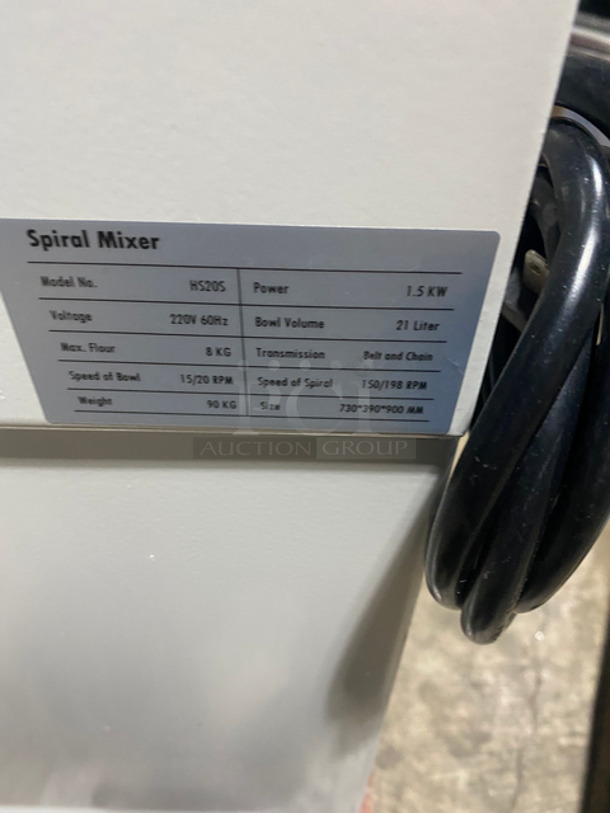 Spiral Mixer
Model No. HS20S Power 1.5 KW
Voltage 220V 60Hz Bowl Volume 21 Liter
Max. Flour 8 KG Transmission Belt and Chain
Speed of Bowl 15/20 RPM Speed of Spiral 150/198 RPM
Weight 90 KG Size 730*390*900 MM
AUCTION GROUP